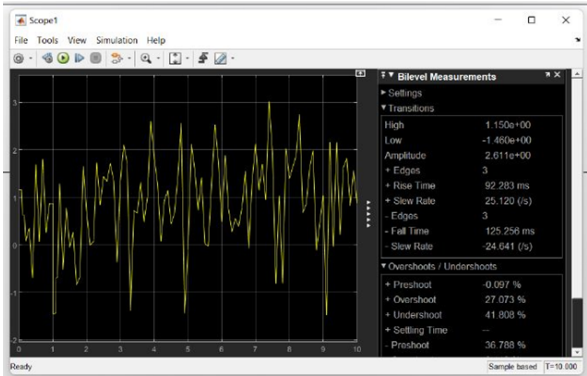 Scope1
File Tools View Simulation Help
Bilevel Measurements
Settings
Transitions
High 1.150e+00
Low -1.460e+00
Amplitude 2.611e+00
+ Edges 3
+ Rise Time 92.283 ms
+ Slew Rate 25.120 (/s)
- Edges 3
- Fall Time 125.256 ms
- Slew Rate -24.641 (/s)
Overshoots / Undershoots
+ Preshoot -0.097 %
+ Overshoot 27.073 %
+ Undershoot 41.808 %
+ Settling Time --
- Preshoot 36.788 %
3
2
1
0
-1
-2
0 1 2 3 4 5 6 7 8 9 10
Ready Sample based T=10.000